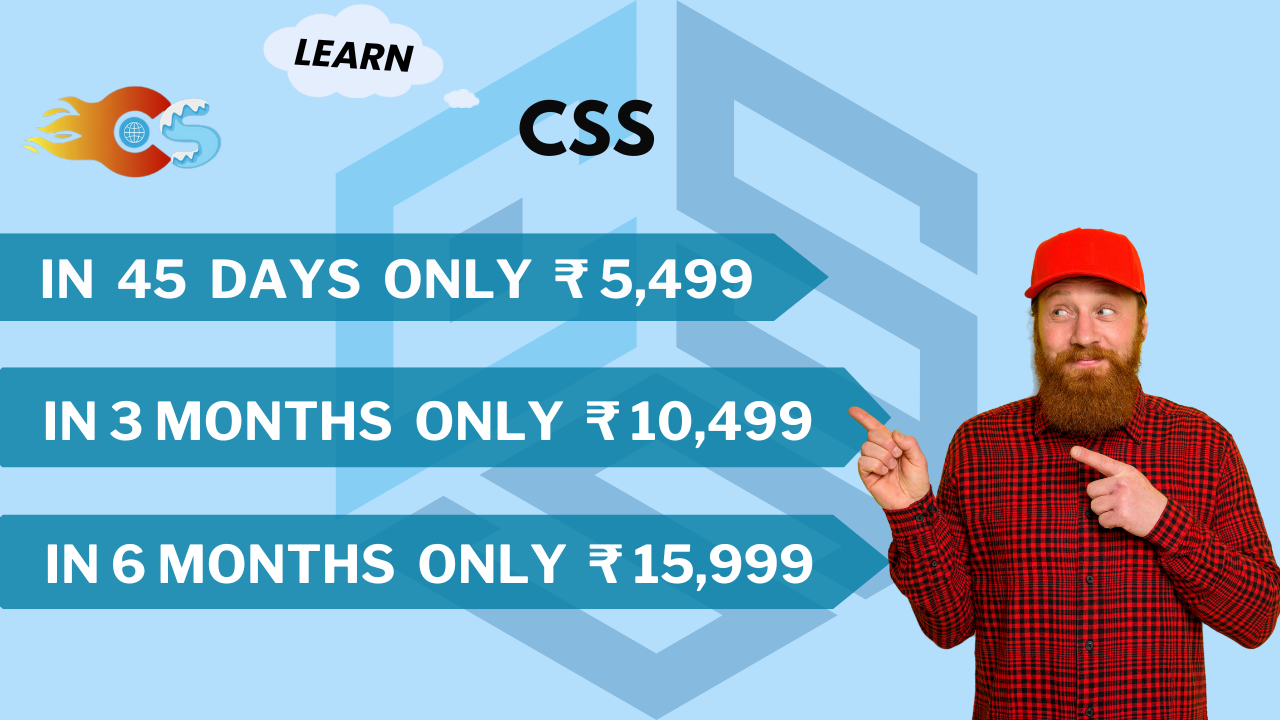 LEARN
CS
CSS
IN 45 DAYS ONLY ₹ 5,499
IN 3 MONTHS ONLY ₹ 10,499
IN 6 MONTHS ONLY ₹ 15,999